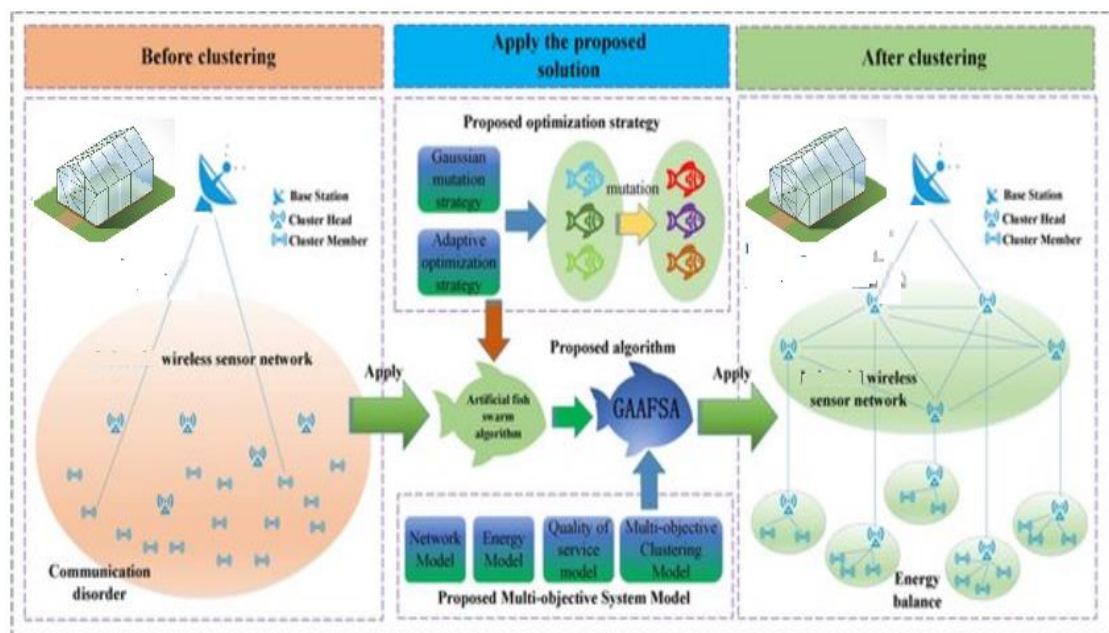 Before clustering
Apply the proposed
solution
After clustering
Base Station
Cluster Head
Cluster Member
wireless sensor network
Communication
disorder
Apply
Proposed optimization strategy
Gaussian
mutation
strategy
Adaptive
optimization
strategy
mutation
Proposed algorithm
Artificial fish
swarm
algorithm
GAAFSA
Network
Model
Energy
Model
Quality of
service
model
Multi-objective
Clustering
Model
Proposed Multi-objective System Model
Apply
Base Station
Cluster Head
Cluster Member
wireless
sensor network
Energy
balance